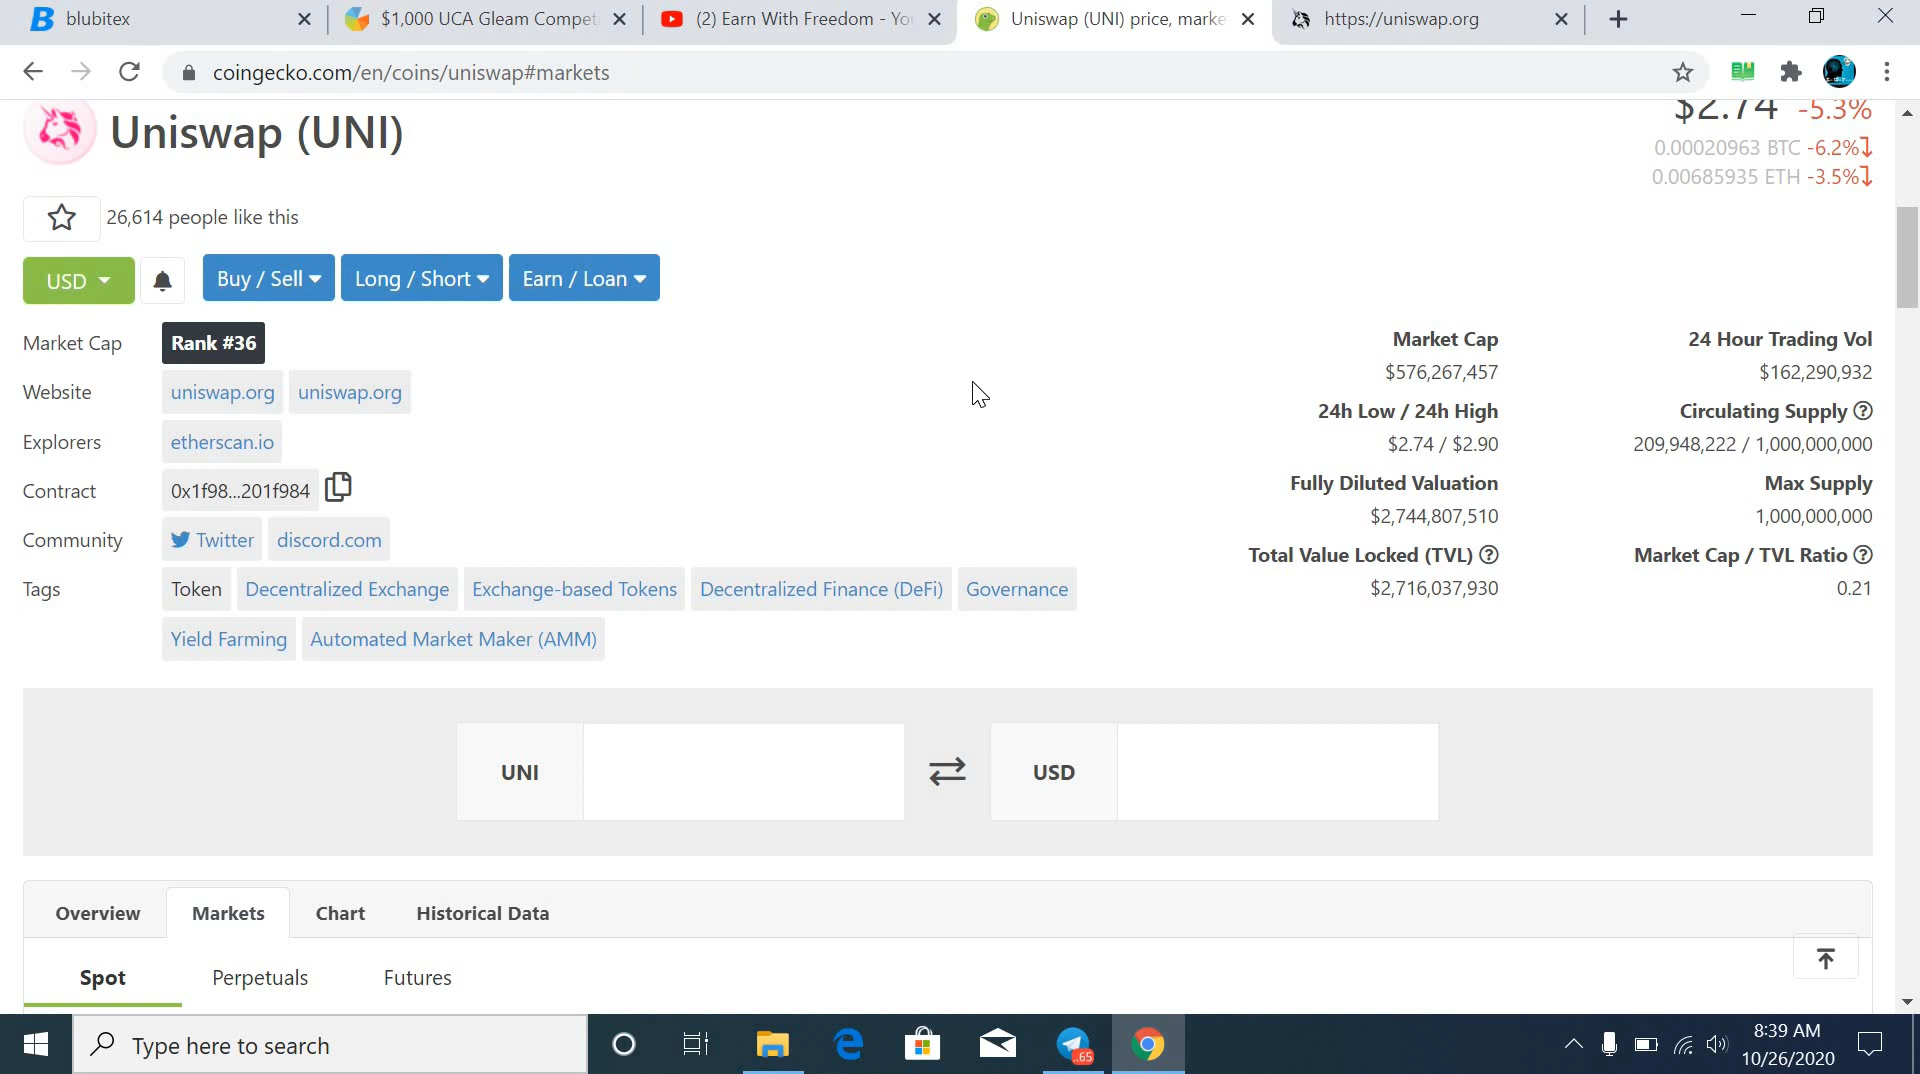 blubitex
$1,000 UCA Gleam Compet
(2) Earn With Freedom - Yo
Uniswap (UNI) price, marke
https://uniswap.org
coingecko.com/en/coins/uniswap#markets
Uniswap (UNI)
$2.74 -5.3%
0.00020963 BTC -6.2%
0.00685935 ETH -3.5%
26,614 people like this
USD
Buy / Sell
Long / Short
Earn / Loan
Market Cap Rank #36
Website uniswap.org uniswap.org
Explorers etherscan.io
Contract 0x1f98...201f984
Community Twitter discord.com
Tags Token Decentralized Exchange Exchange-based Tokens Decentralized Finance (DeFi) Governance
Yield Farming Automated Market Maker (AMM)
Market Cap
$576,267,457
24h Low / 24h High
$2.74 / $2.90
Fully Diluted Valuation
$2,744,807,510
Total Value Locked (TVL)
$2,716,037,930
24 Hour Trading Vol
$162,290,932
Circulating Supply
209,948,222 / 1,000,000,000
Max Supply
1,000,000,000
Market Cap / TVL Ratio
0.21
UNI
USD
Overview Markets Chart Historical Data
Spot Perpetuals Futures
Type here to search
..65
8:39 AM
10/26/2020